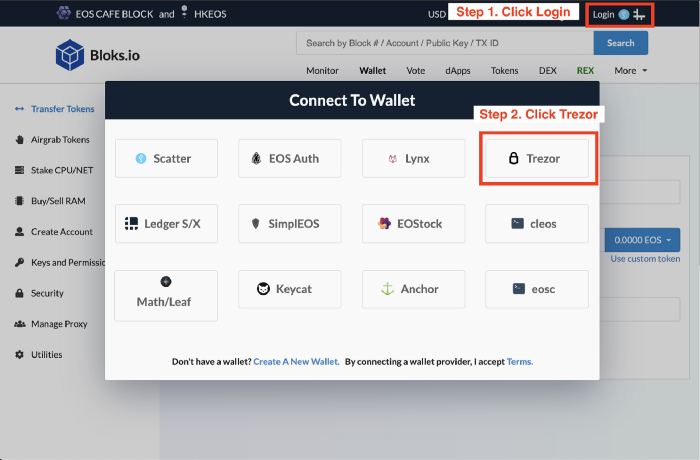 EOS CAFE BLOCK and HKEOS
USD
Step 1. Click Login
Login
Bloks.io
Search by Block # / Account / Public Key / TX ID
Search
Monitor Wallet Vote dApps Tokens DEX REX More
Transfer Tokens
Airgrab Tokens
Stake CPU/NET
Buy/Sell RAM
Create Account
Keys and Permissio
Security
Manage Proxy
Utilities
Connect To Wallet
Step 2. Click Trezor
Scatter EOS Auth Lynx Trezor
Ledger S/X SimplEOS EOStock cleos
Math/Leaf Keycat Anchor eosc
Don't have a wallet? Create A New Wallet. By connecting a wallet provider, I accept Terms.
0.0000 EOS
Use custom token